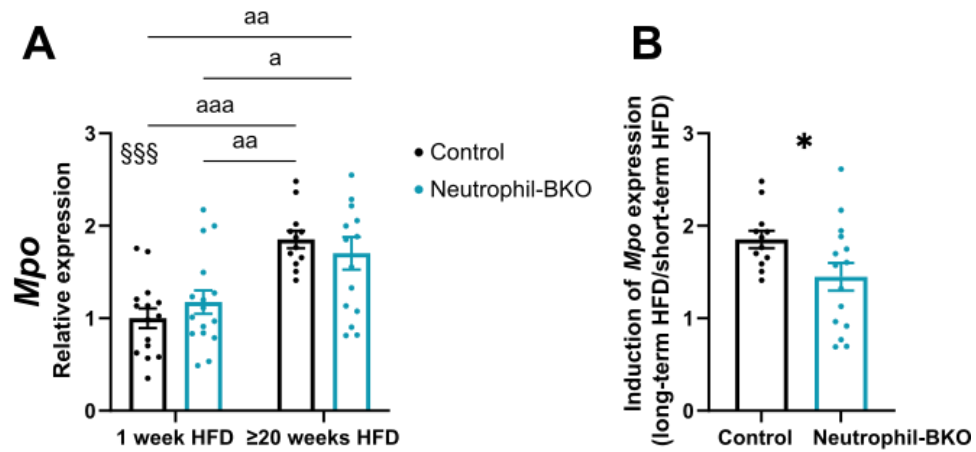 A
aa
a
aaa
aa
§§§
Control
Neutrophil-BKO
Mpo
Relative expression
3
2
1
0
1 week HFD
≥20 weeks HFD
B
*
Induction of Mpo expression
(long-term HFD/short-term HFD)
3
2
1
0
Control
Neutrophil-BKO